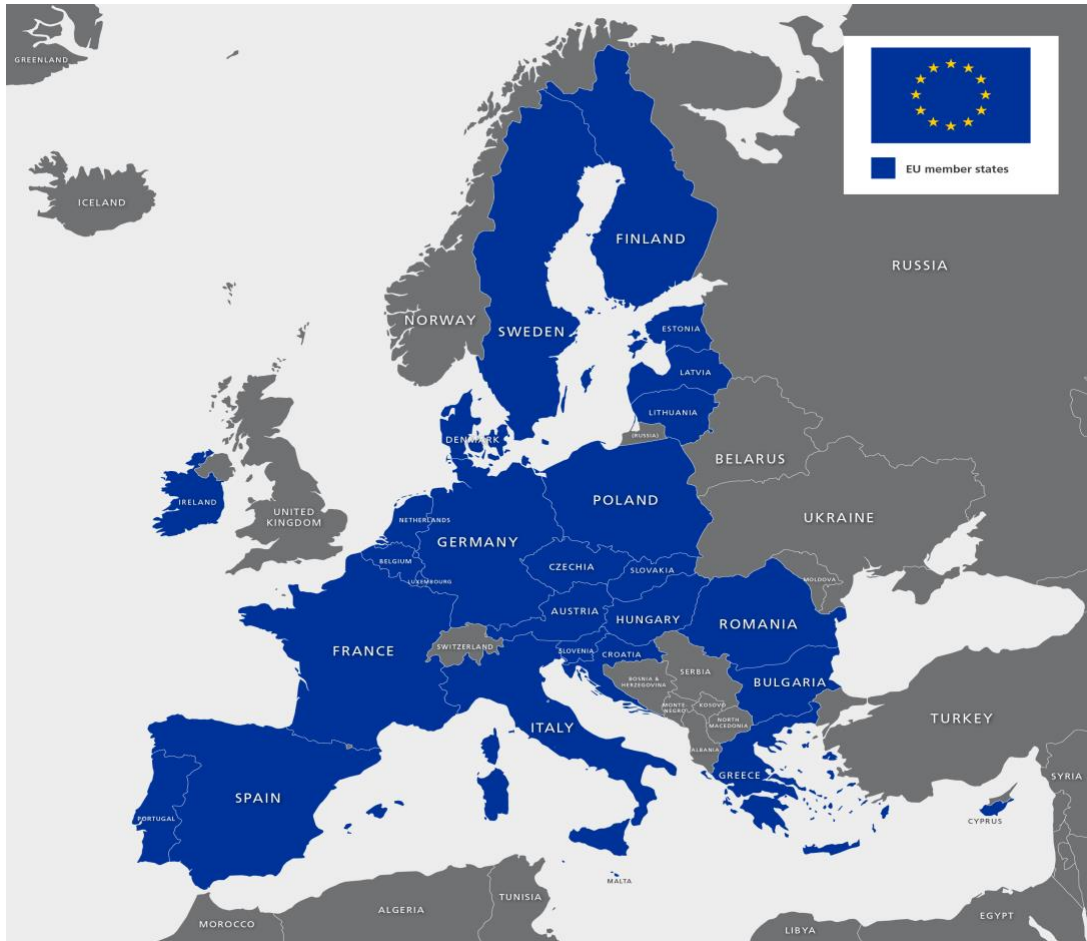 GREENLAND
EU member states
ICELAND
FINLAND
RUSSIA
NORWAY
SWEDEN
ESTONIA
LATVIA
LITHUANIA
DENMARK
(RUSSIA)
BELARUS
IRELAND
UNITED
KINGDOM
NETHERLANDS
POLAND
UKRAINE
GERMANY
BELGIUM
CZECHIA
SLOVAKIA
LUXEMBOURG
MOLDOVA
AUSTRIA
HUNGARY
ROMANIA
FRANCE
SWITZERLAND
SLOVENIA
CROATIA
SERBIA
BOSNIA &
HERZEGOVINA
BULGARIA
MONTE
NEGRO
KOSOVO
NORTH
MACEDONIA
ITALY
TURKEY
ALBANIA
GREECE
SYRIA
SPAIN
PORTUGAL
CYPRUS
MALTA
TUNISIA
ALGERIA
MOROCCO
EGYPT
LIBYA